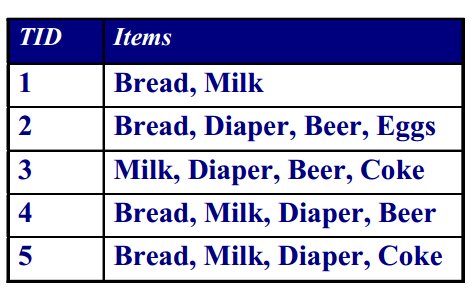 TID Items
1 Bread, Milk
2 Bread, Diaper, Beer, Eggs
3 Milk, Diaper, Beer, Coke
4 Bread, Milk, Diaper, Beer
5 Bread, Milk, Diaper, Coke